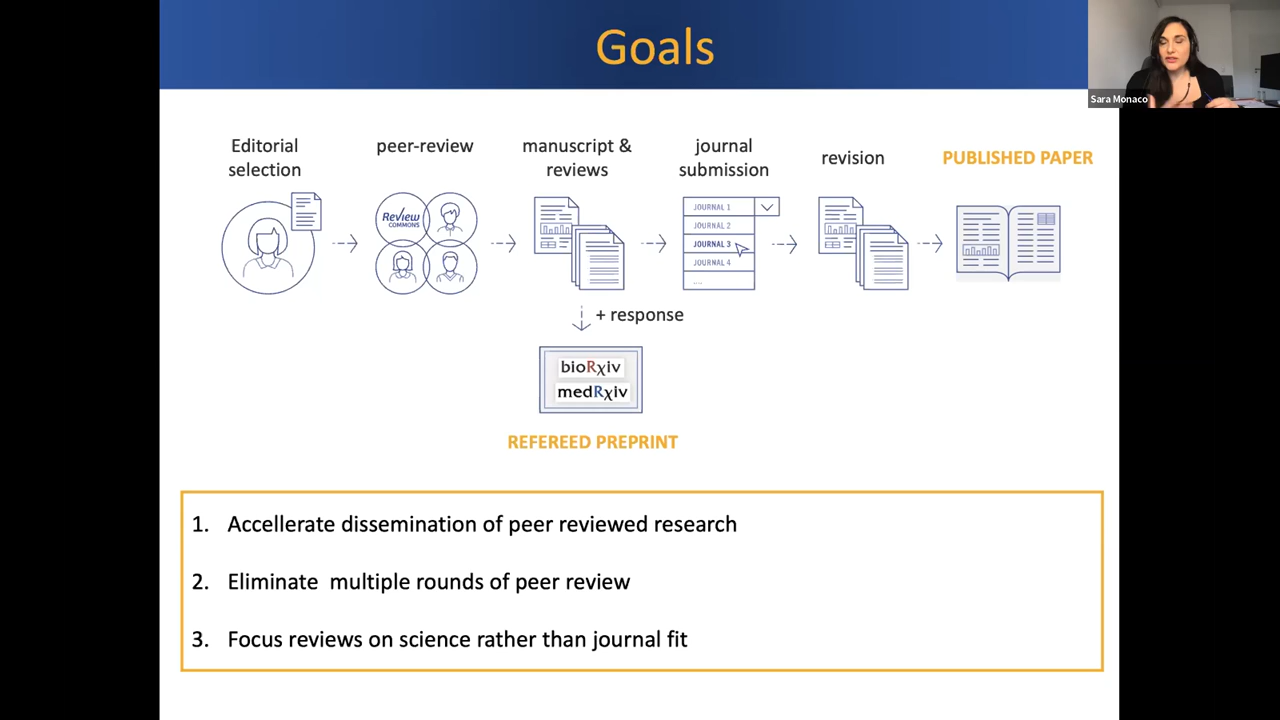 Goals
Sara Monaco
Editorial
selection
peer-review
manuscript &
reviews
journal
submission
revision
PUBLISHED PAPER
Review
COMMONS
JOURNAL 1
JOURNAL 2
JOURNAL 3
JOURNAL 4
....
+ response
bioRχiv
medRχiv
REFEREED PREPRINT
1. Accellerate dissemination of peer reviewed research
2. Eliminate  multiple rounds of peer review
3. Focus reviews on science rather than journal fit